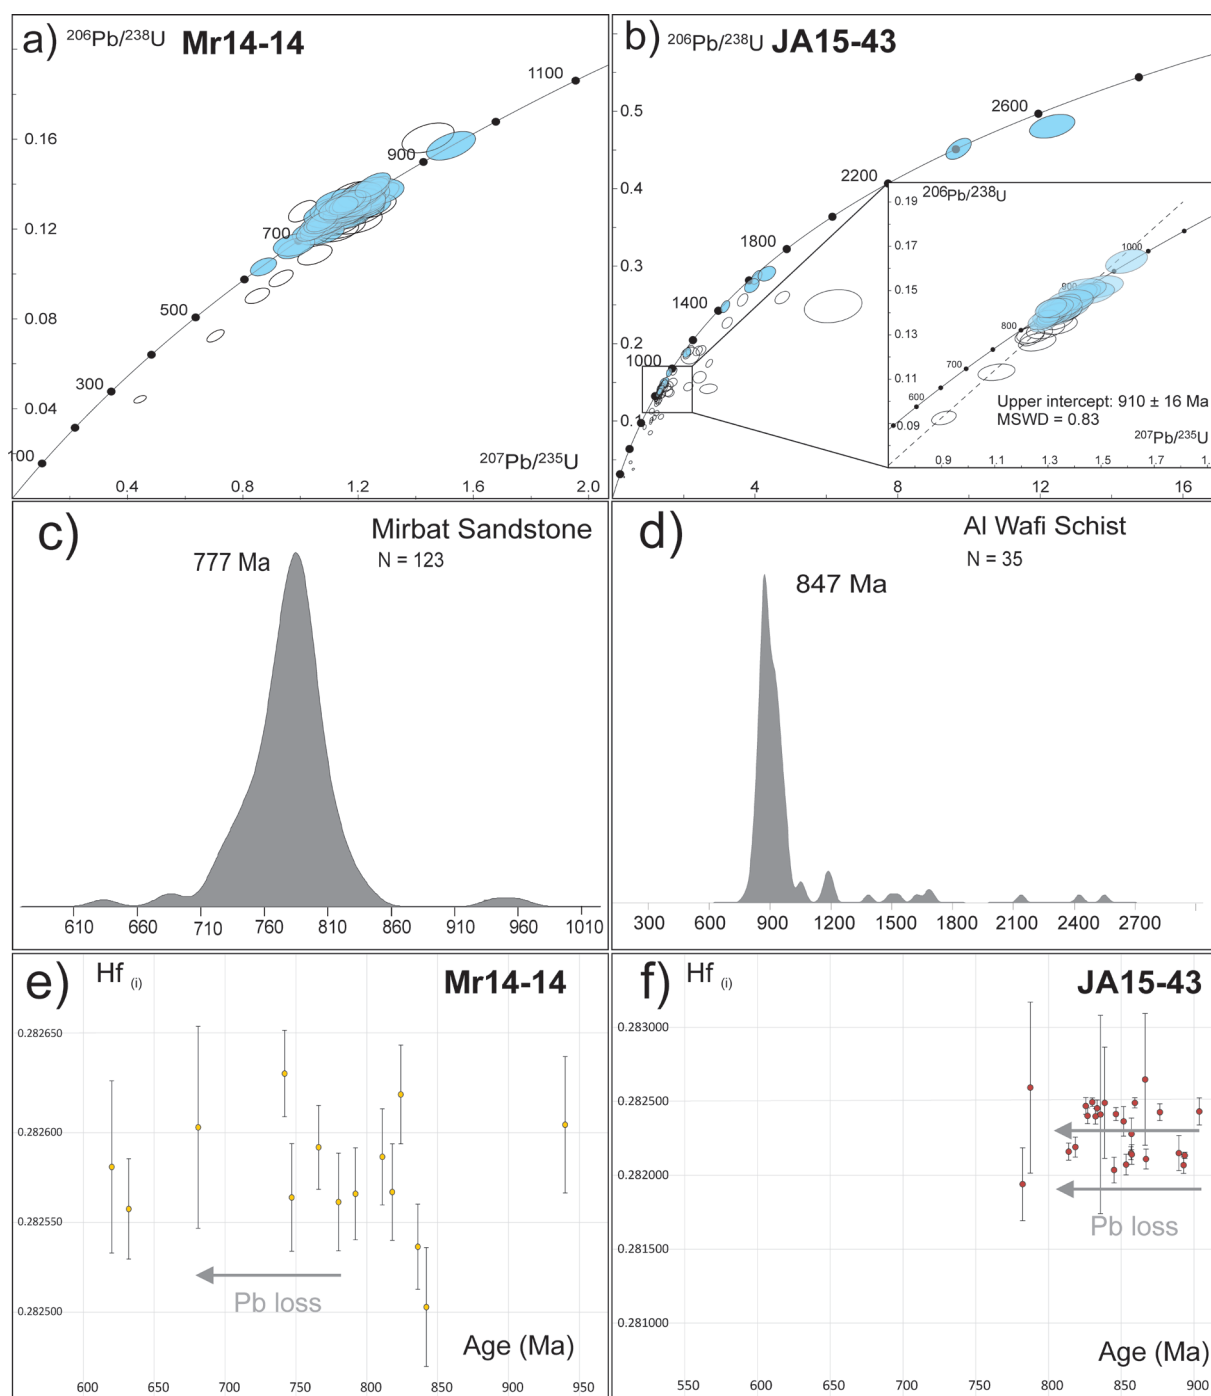 a) ²⁰⁶Pb/²³⁸U Mr14-14
1100
0.16
900
0.12
700
0.08
500
0.04
300
100
²⁰⁷Pb/²³⁵U
0.4 0.8 1.2 1.6 2.0
b) ²⁰⁶Pb/²³⁸U JA15-43
0.5
2600
0.4
2200
0.3
1800
1400
0.2
1000
0.1
0 4 8 12 16
²⁰⁶Pb/²³⁸U
0.19
0.17
1000
0.15
0.13
800
0.11
700
600
0.09
Upper intercept: 910 ± 16 Ma
MSWD = 0.83
²⁰⁷Pb/²³⁵U
0.9 1.1 1.3 1.5 1.7
c) Mirbat Sandstone
777 Ma
N = 123
610 660 710 760 810 860 910 960 1010
d) Al Wafi Schist
N = 35
847 Ma
300 600 900 1200 1500 1800 2100 2400 2700
e) Hf (i) Mr14-14
0.282650
0.282600
0.282550
0.282500
Pb loss
Age (Ma)
600 650 700 750 800 850 900 950
f) Hf (i) JA15-43
0.283000
0.282500
0.282000
0.281500
0.281000
Pb loss
Age (Ma)
550 600 650 700 750 800 850 900